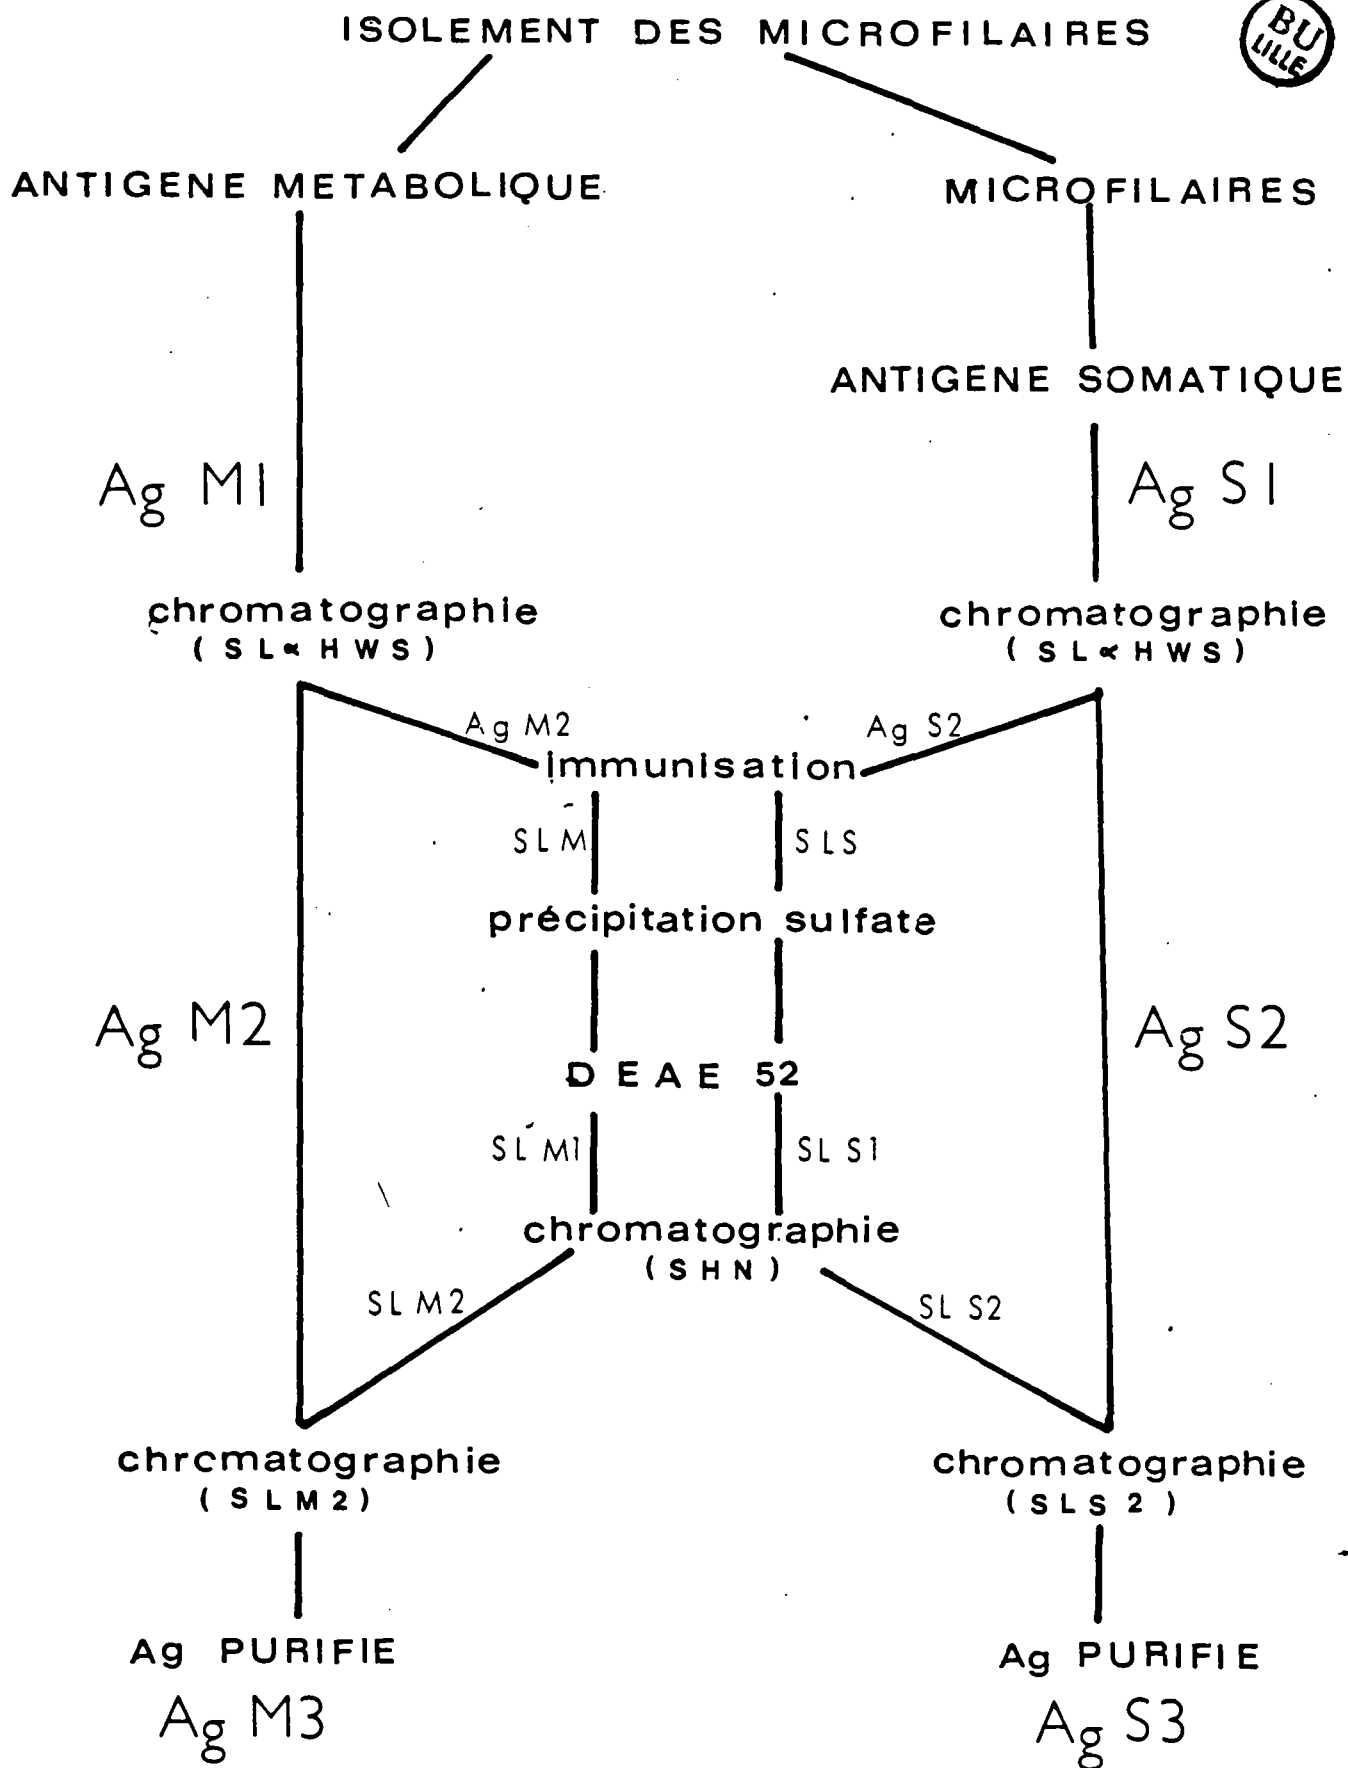 ISOLEMENT DES MICROFILAIRES
BU
LILLE
ANTIGENE METABOLIQUE
MICROFILAIRES
ANTIGENE SOMATIQUE
Ag M1
Ag S1
chromatographie
(SL∝HWS)
chromatographie
(SL∝HWS)
Ag M2
Ag S2
immunisation
SLM
SLS
précipitation sulfate
Ag M2
Ag S2
DEAE 52
SL M1
SL S1
chromatographie
(SHN)
SL M2
SL S2
chromatographie
(SLM2)
chromatographie
(SLS2)
Ag PURIFIE
Ag M3
Ag PURIFIE
Ag S3